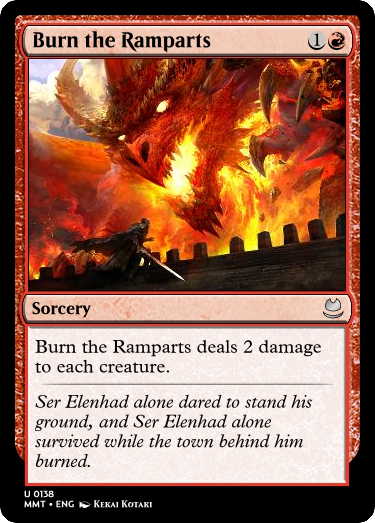 Burn the Ramparts 1
Sorcery
Burn the Ramparts deals 2 damage
to each creature.
Ser Elenhad alone dared to stand his
ground, and Ser Elenhad alone
survived while the town behind him
burned.
U 0138
MMT • ENG Kekai Kotaki